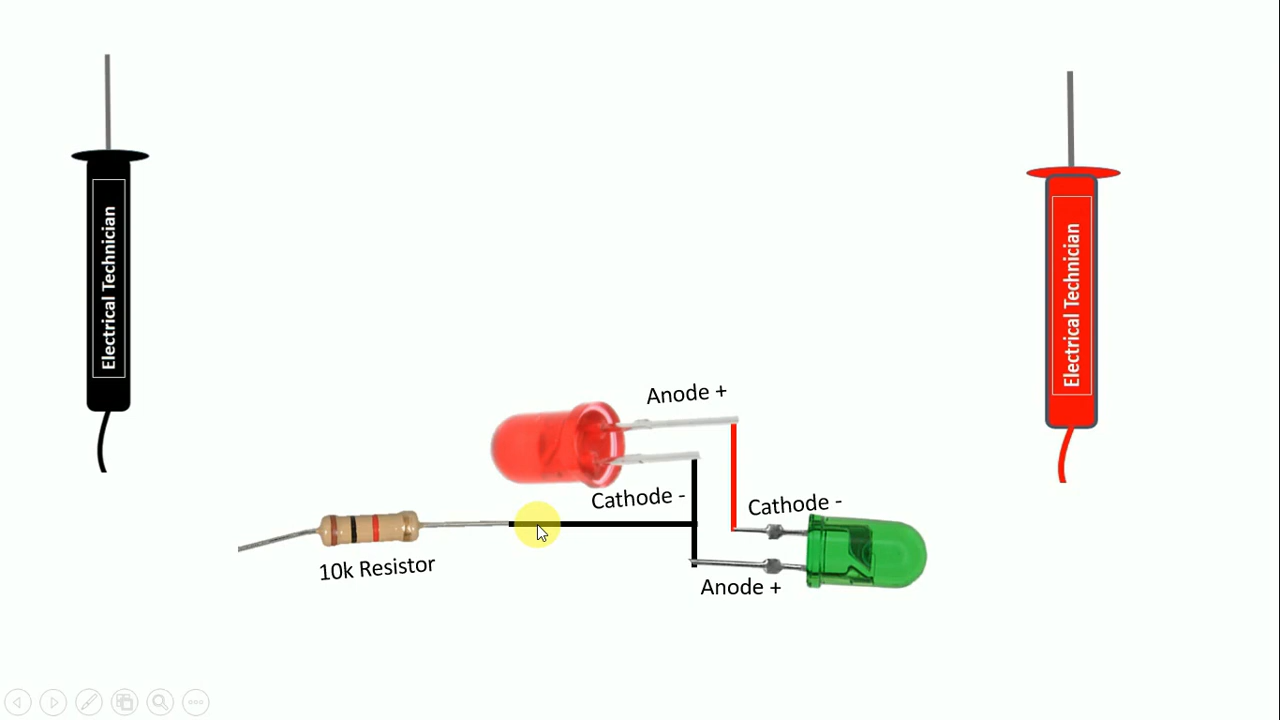 Electrical Technician
Electrical Technician
Anode +
Cathode -
Cathode -
10k Resistor
Anode +